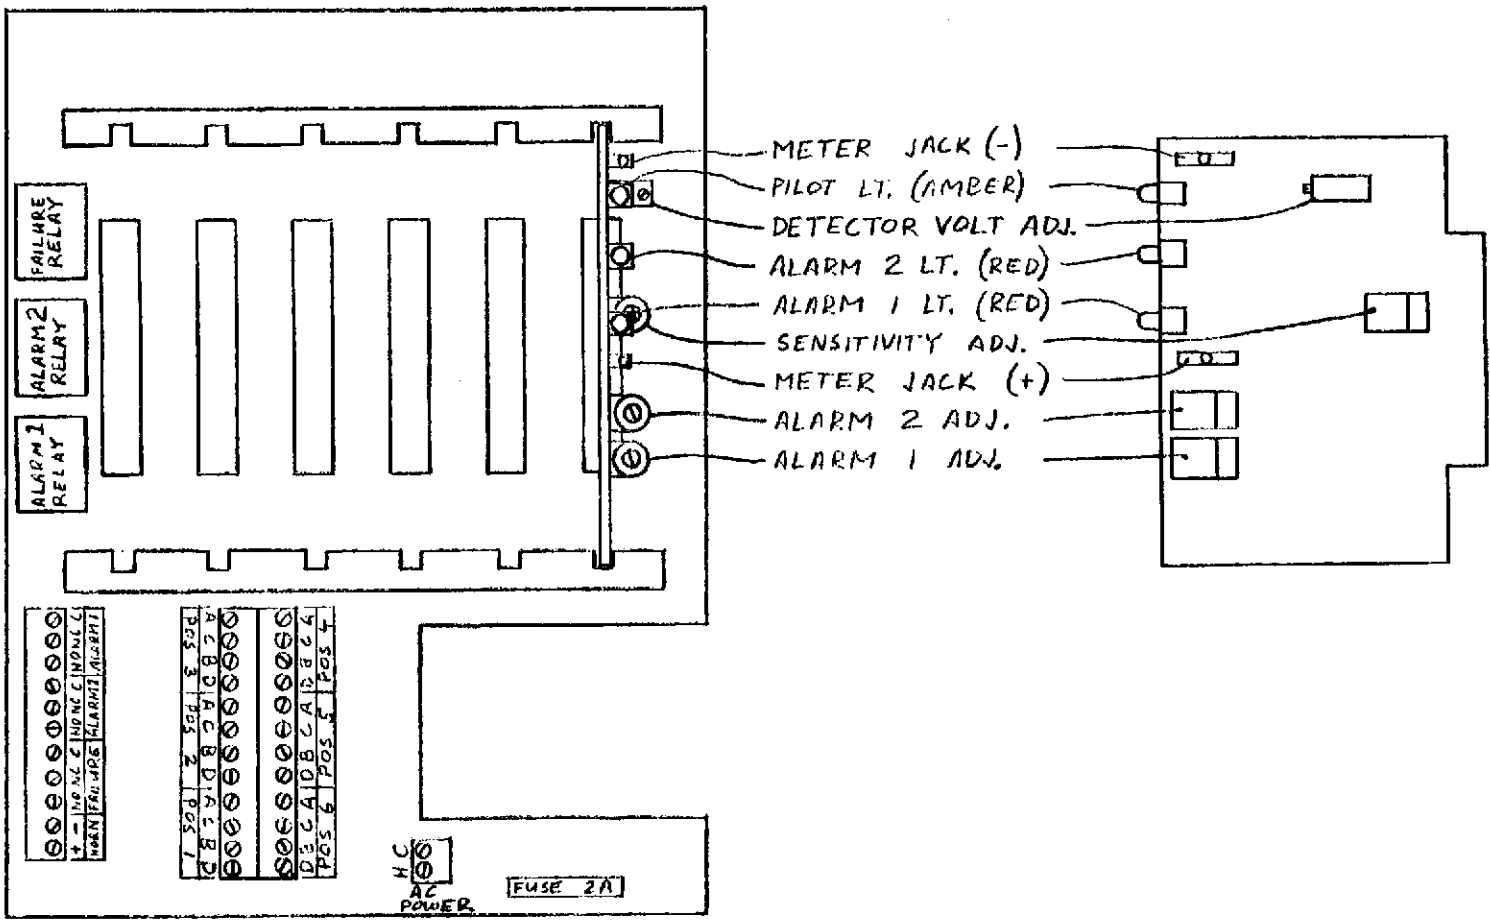 METER JACK (-)
PILOT LT. (AMBER)
DETECTOR VOLT ADJ.
ALARM 2 LT. (RED)
ALARM 1 LT. (RED)
SENSITIVITY ADJ.
METER JACK (+)
ALARM 2 ADJ.
ALARM 1 ADJ.
FAILURE
RELAY
ALARM 2
RELAY
ALARM 1
RELAY
+ - NO NC C NO NC C NO NC C
HORN FAILURE ALARM 2 ALARM 1
POS 1 POS 2 POS 3
D B C A D B C A D B C A
POS 4
POS 5
POS 6
H C
AC
POWER
FUSE 2A